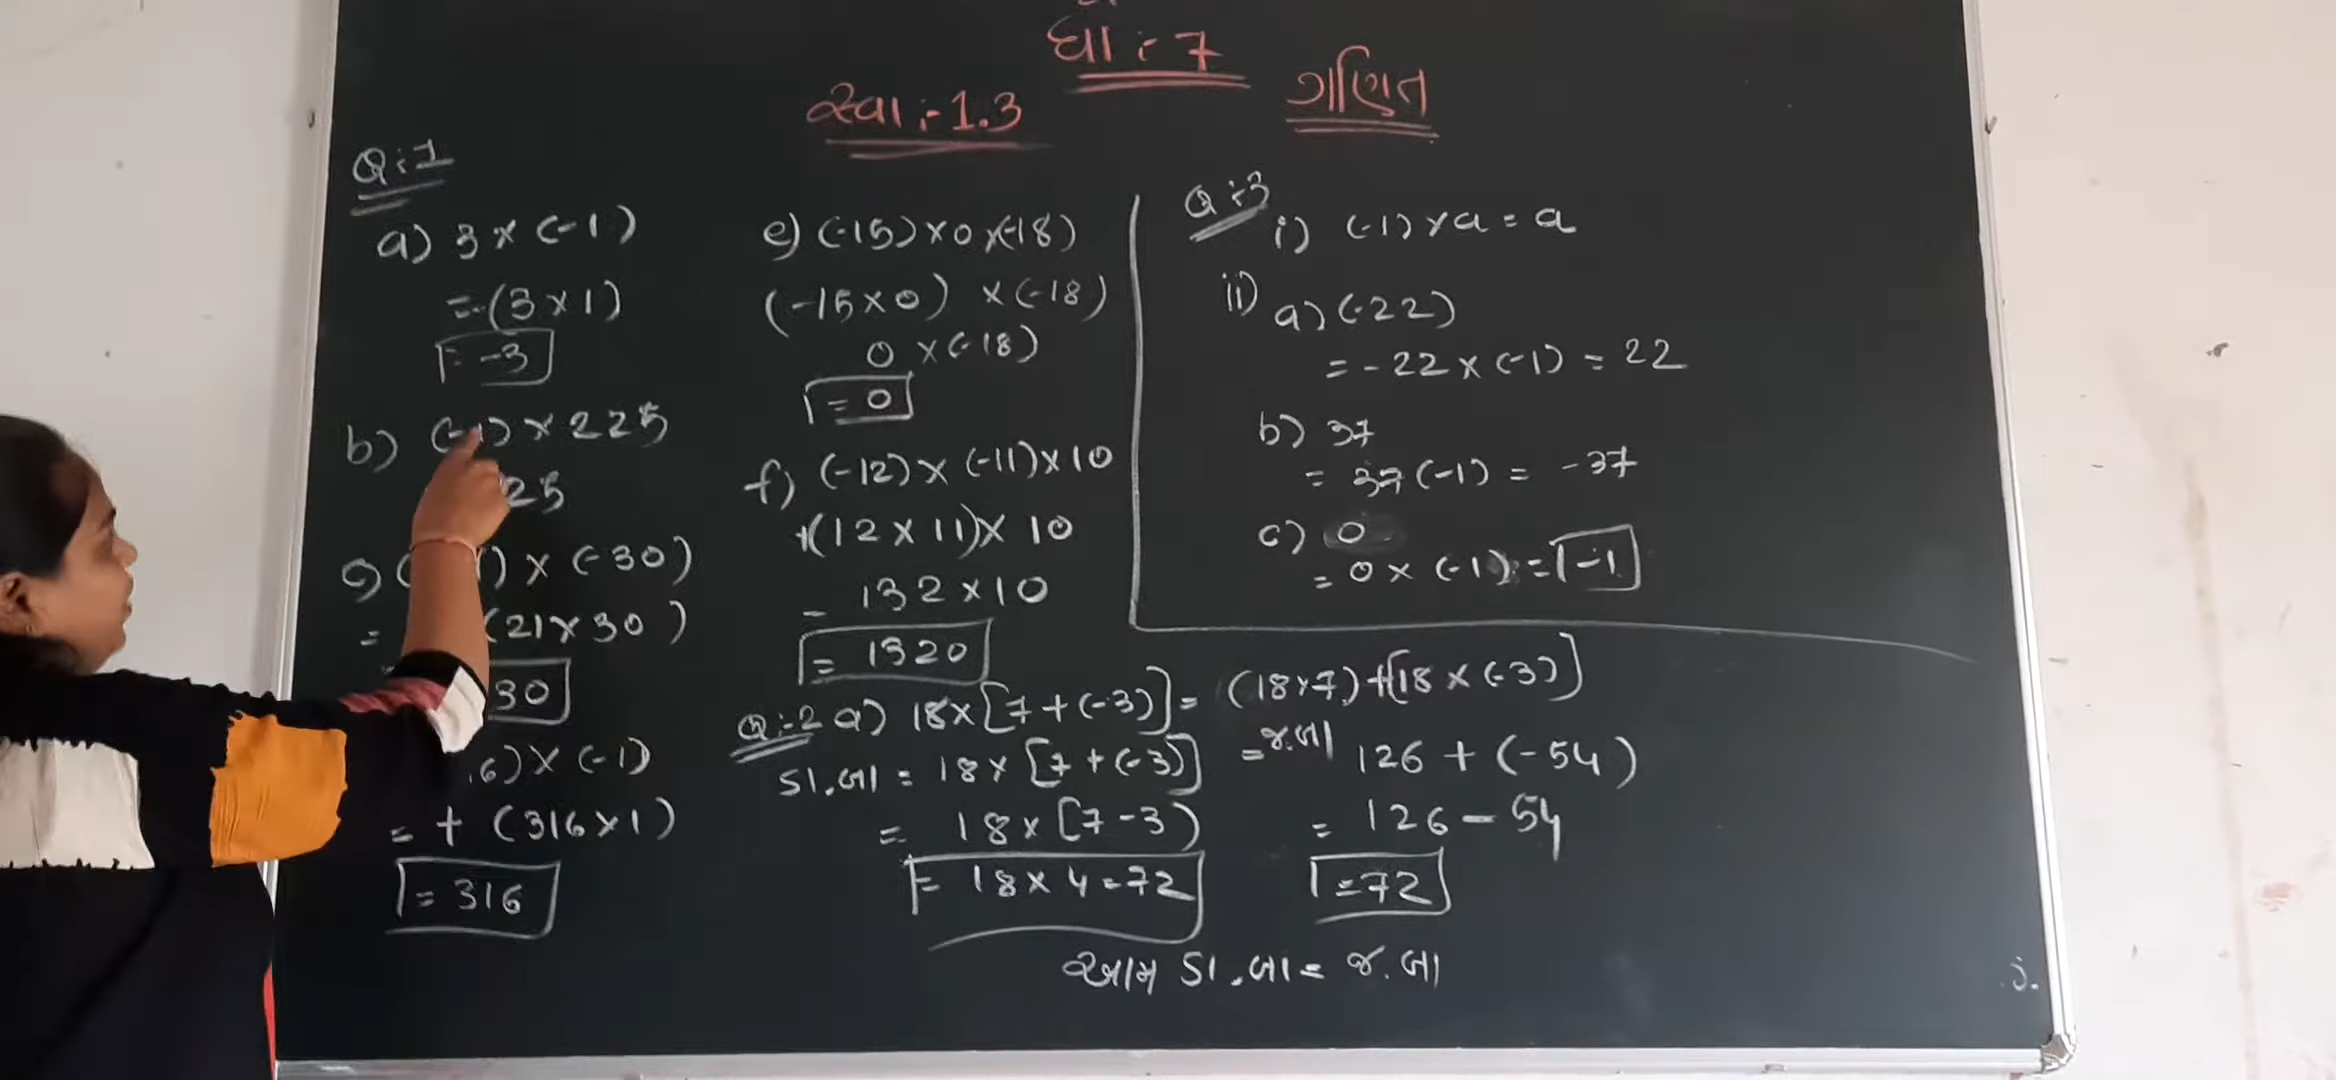 ધો :- 7
સ્વા :- 1.3
ગણિત
Q:1
a) 3 × (-1)
= -(3 × 1)
= -3
b) (-1) × 225
25
c) ( ) × (-30)
= (21 × 30)
30
6) × (-1)
= + (316 × 1)
= 316
e) (-15) × 0 × (-18)
(-15 × 0) × (-18)
0 × (-18)
= 0
f) (-12) × (-11) × 10
+(12 × 11) × 10
= 132 × 10
= 1320
Q:-3
i) (-1) × a = a
ii) a) (-22)
= -22 × (-1) = 22
b) 37
= 37 (-1) = -37
c) 0
= 0 × (-1) = -1
Q:-2 a) 18 × [7 + (-3)] = (18 × 7) + [18 × (-3)]
ડા.બા = 18 × [7 + (-3)]
= 18 × [7 - 3)
= 18 × 4 = 72
= જ.બા 126 + (-54)
= 126 - 54
= 72
આમ ડા.બા = જ.બા